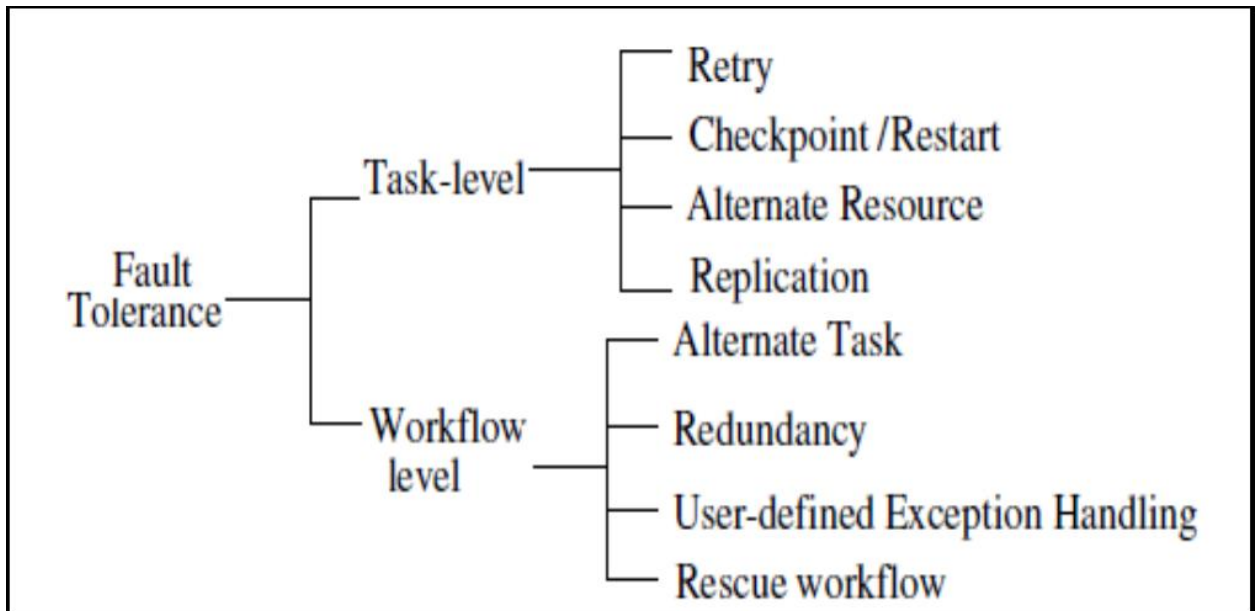 Fault
Tolerance
Task-level
Retry
Checkpoint /Restart
Alternate Resource
Replication
Workflow
level
Alternate Task
Redundancy
User-defined Exception Handling
Rescue workflow